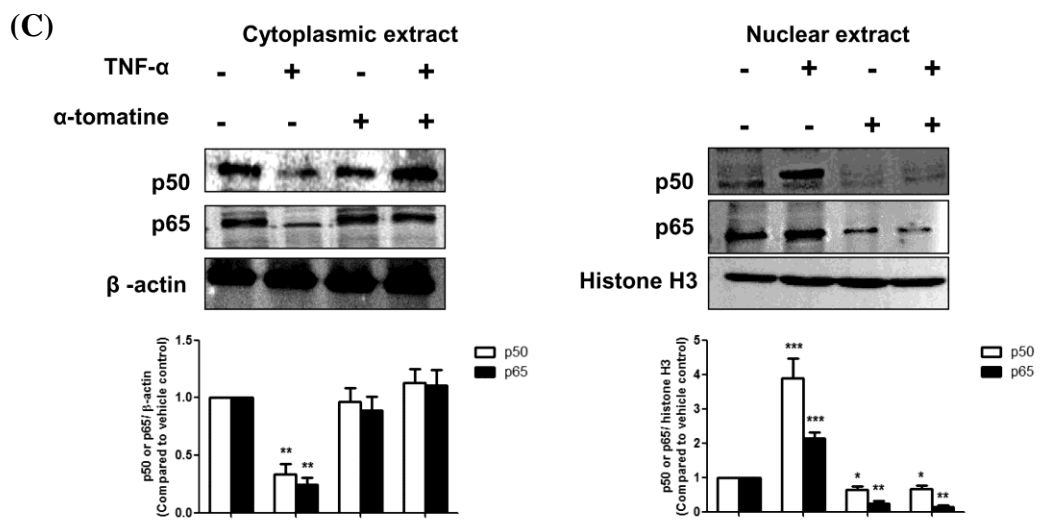 (C)
Cytoplasmic extract
TNF-α - + - +
α-tomatine - - + +
p50
p65
β -actin
Nuclear extract
- + - +
- - + +
p50
p65
Histone H3
p50 or p65/ β-actin
(Compared to vehicle control)
1.5
1.0
0.5
0.0
** **
p50
p65
p50 or p65/ histone H3
(Compared to vehicle control)
5
4
3
2
1
0
*** *** * ** * **
p50
p65